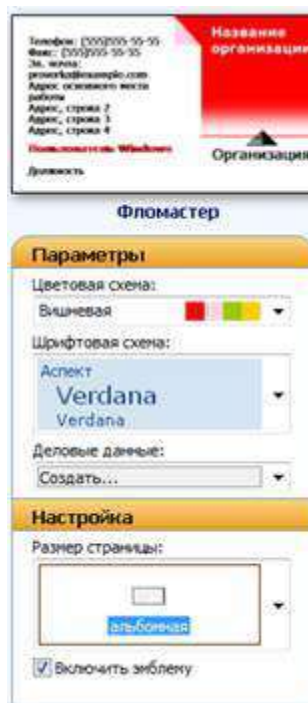 Телефон: (555)555-55-55
Факс: (555)555-55-55
Эл. почта:
proverka@example.com
Адрес основного места
работы
Адрес, строка 2
Адрес, строка 3
Адрес, строка 4
Пользователь Windows
Должность
Название
организации
Организация
Фломастер
Параметры
Цветовая схема:
Вишневая
Шрифтовая схема:
Аспект
Verdana
Verdana
Деловые данные:
Создать...
Настройка
Размер страницы:
альбомная
Включить эмблему